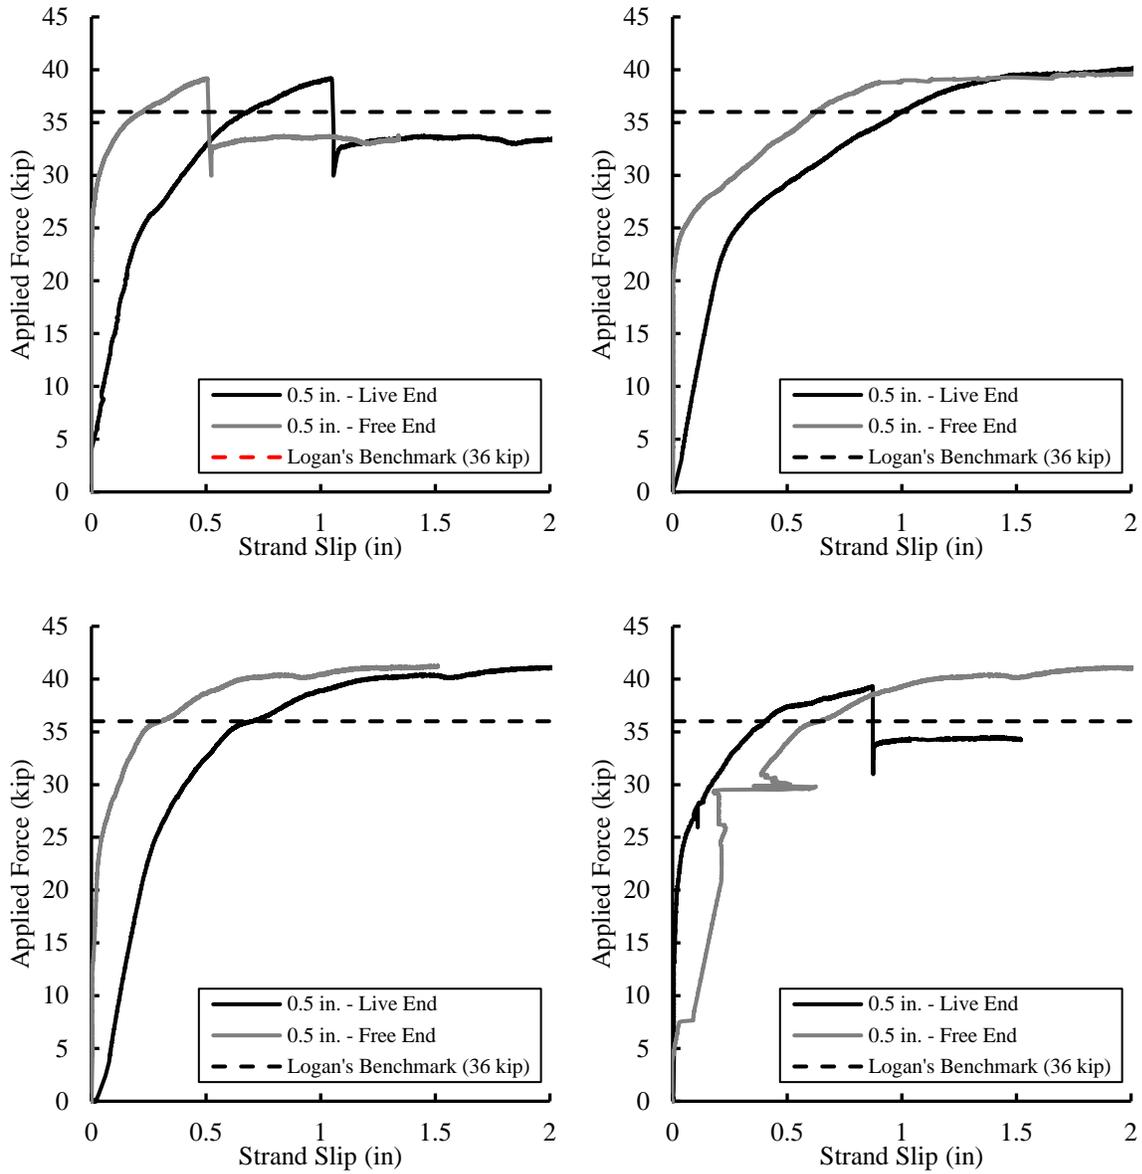 45
40
35
30
25
20
15
10
5
0
Applied Force (kip)
0.5 in. - Live End
0.5 in. - Free End
Logan's Benchmark (36 kip)
0 0.5 1 1.5 2
Strand Slip (in)
45
40
35
30
25
20
15
10
5
0
Applied Force (kip)
0.5 in. - Live End
0.5 in. - Free End
Logan's Benchmark (36 kip)
0 0.5 1 1.5 2
Strand Slip (in)
45
40
35
30
25
20
15
10
5
0
Applied Force (kip)
0.5 in. - Live End
0.5 in. - Free End
Logan's Benchmark (36 kip)
0 0.5 1 1.5 2
Strand Slip (in)
45
40
35
30
25
20
15
10
5
0
Applied Force (kip)
0.5 in. - Live End
0.5 in. - Free End
Logan's Benchmark (36 kip)
0 0.5 1 1.5 2
Strand Slip (in)